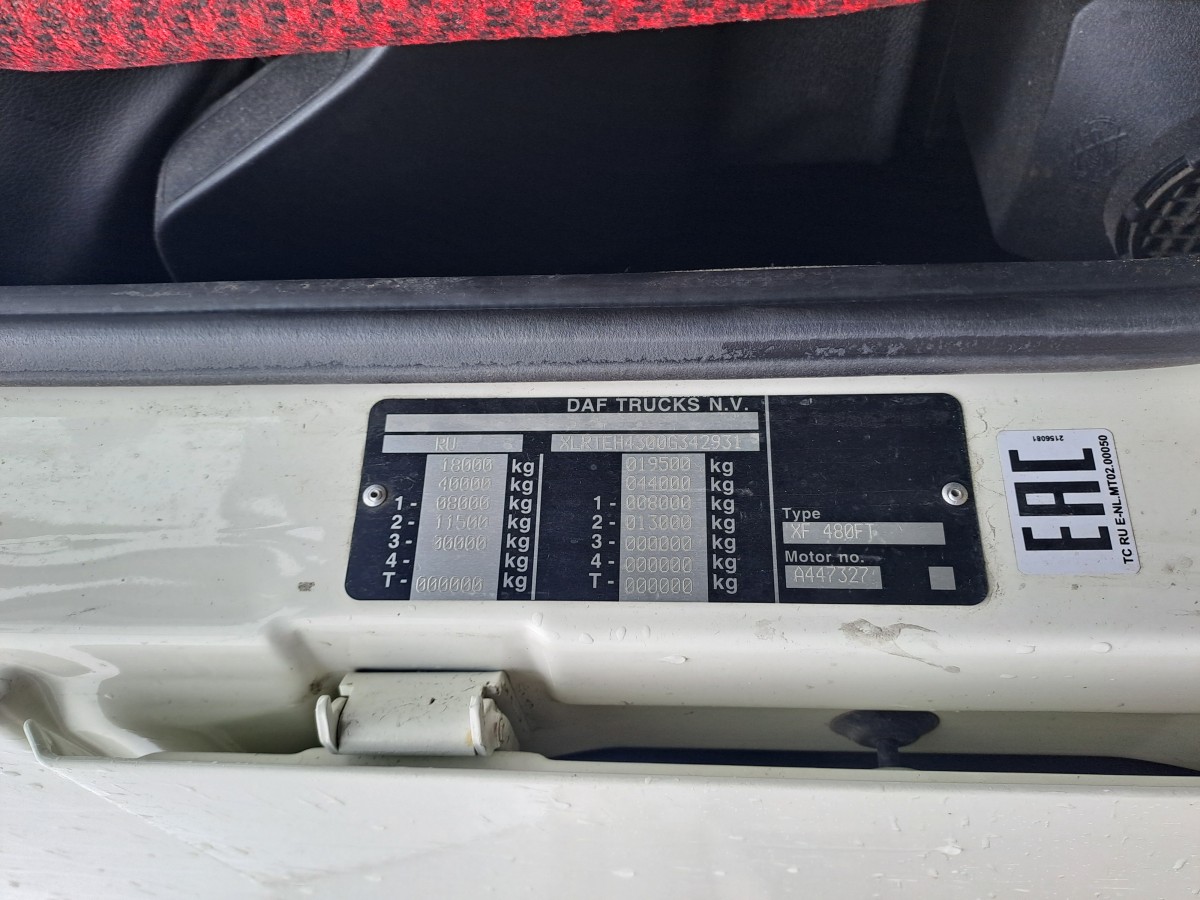 DAF TRUCKS N.V.
RU XLRTEH4300G342931
18000 kg 019500 kg
40000 kg 044000 kg
1- 08000 kg 1- 008000 kg
2- 11500 kg 2- 013000 kg
3- 00000 kg 3- 000000 kg
4- kg 4- 000000 kg
T- 000000 kg T- 000000 kg
Type
XF 480FT
Motor no.
A447327
EAC
TC RU E-NL.MT02.00050
2156081